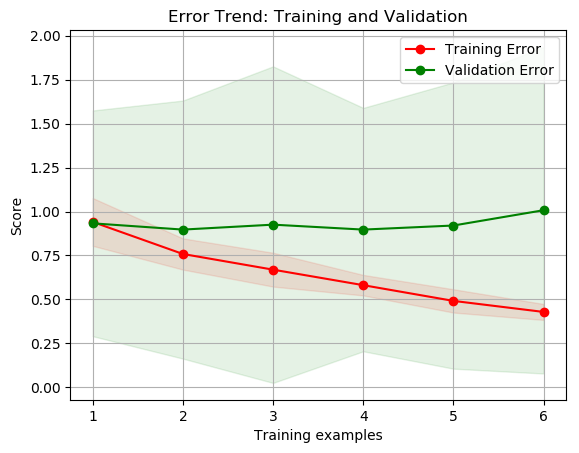 Error Trend: Training and Validation
2.00
1.75
1.50
1.25
1.00
0.75
0.50
0.25
0.00
Score
Training Error
Validation Error
1 2 3 4 5 6
Training examples